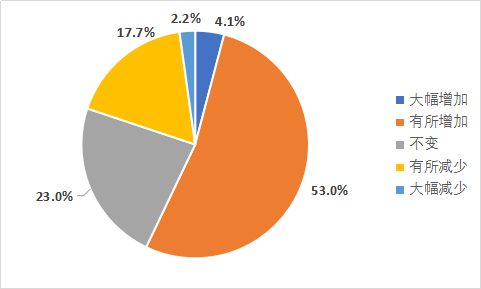 2.2%
4.1%
17.7%
23.0%
53.0%
大幅增加
有所增加
不变
有所减少
大幅减少